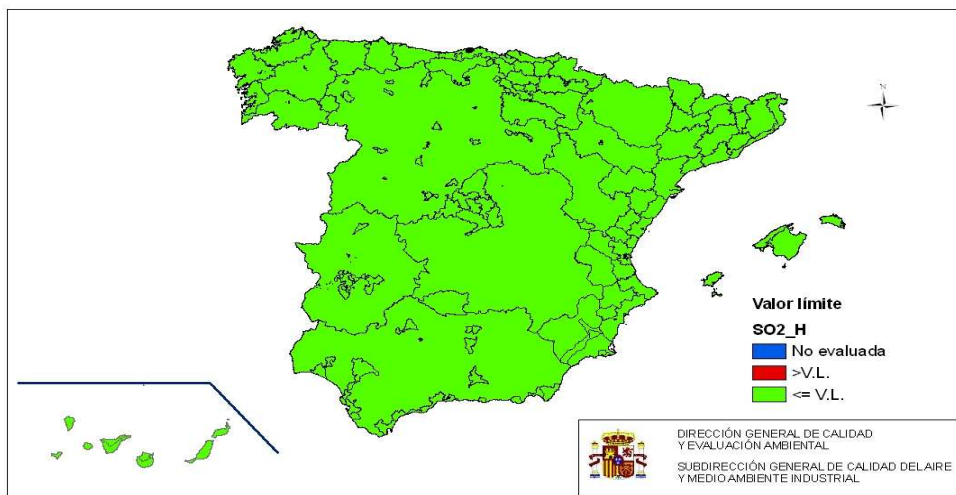 N
Valor límite
SO2_H
No evaluada
>V.L.
<= V.L.
DIRECCIÓN GENERAL DE CALIDAD
Y EVALUACIÓN AMBIENTAL
SUBDIRECCIÓN GENERAL DE CALIDAD DEL AIRE
Y MEDIO AMBIENTE INDUSTRIAL